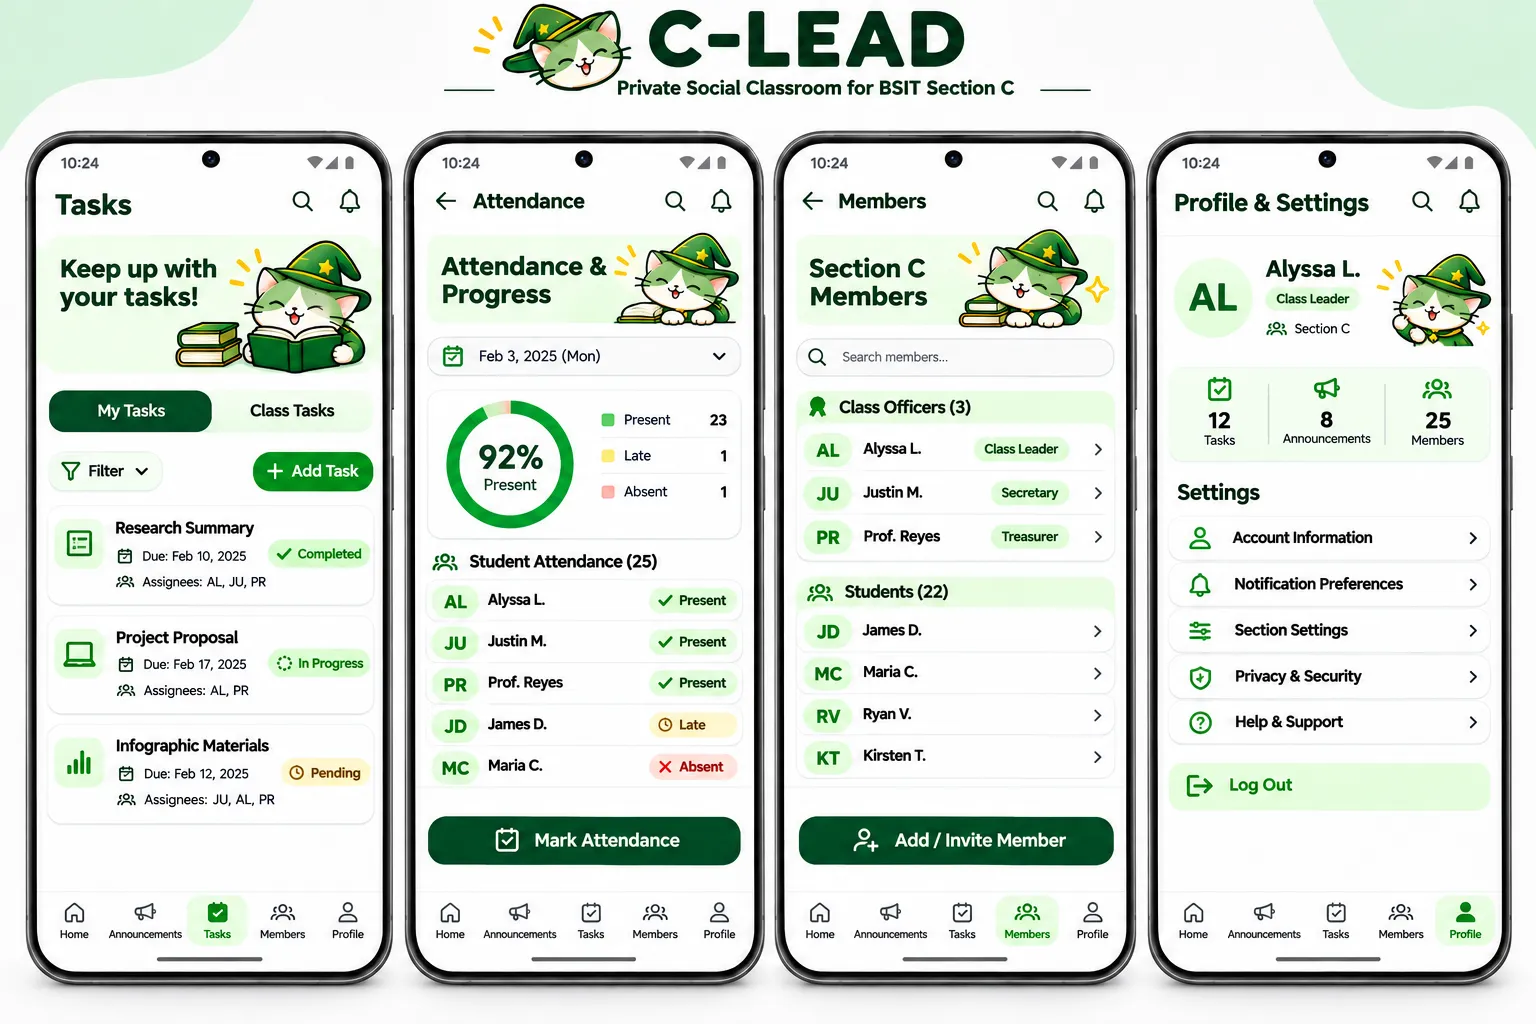 C-LEAD
Private Social Classroom for BSIT Section C
10:24
Tasks
Keep up with
your tasks!
My Tasks
Class Tasks
Filter
+ Add Task
Research Summary
Due: Feb 10, 2025
Completed
Assignees: AL, JU, PR
Project Proposal
Due: Feb 17, 2025
In Progress
Assignees: AL, PR
Infographic Materials
Due: Feb 12, 2025
Pending
Assignees: JU, AL, PR
Home
Announcements
Tasks
Members
Profile
10:24
Attendance
Attendance &
Progress
Feb 3, 2025 (Mon)
92%
Present
Present 23
Late 1
Absent 1
Student Attendance (25)
AL Alyssa L. Present
JU Justin M. Present
PR Prof. Reyes Present
JD James D. Late
MC Maria C. Absent
Mark Attendance
Home
Announcements
Tasks
Members
Profile
10:24
Members
Section C
Members
Search members...
Class Officers (3)
AL Alyssa L. Class Leader
JU Justin M. Secretary
PR Prof. Reyes Treasurer
Students (22)
JD James D.
MC Maria C.
RV Ryan V.
KT Kirsten T.
Add / Invite Member
Home
Announcements
Tasks
Members
Profile
10:24
Profile & Settings
AL
Alyssa L.
Class Leader
Section C
12
Tasks
8
Announcements
25
Members
Settings
Account Information
Notification Preferences
Section Settings
Privacy & Security
Help & Support
Log Out
Home
Announcements
Tasks
Members
Profile